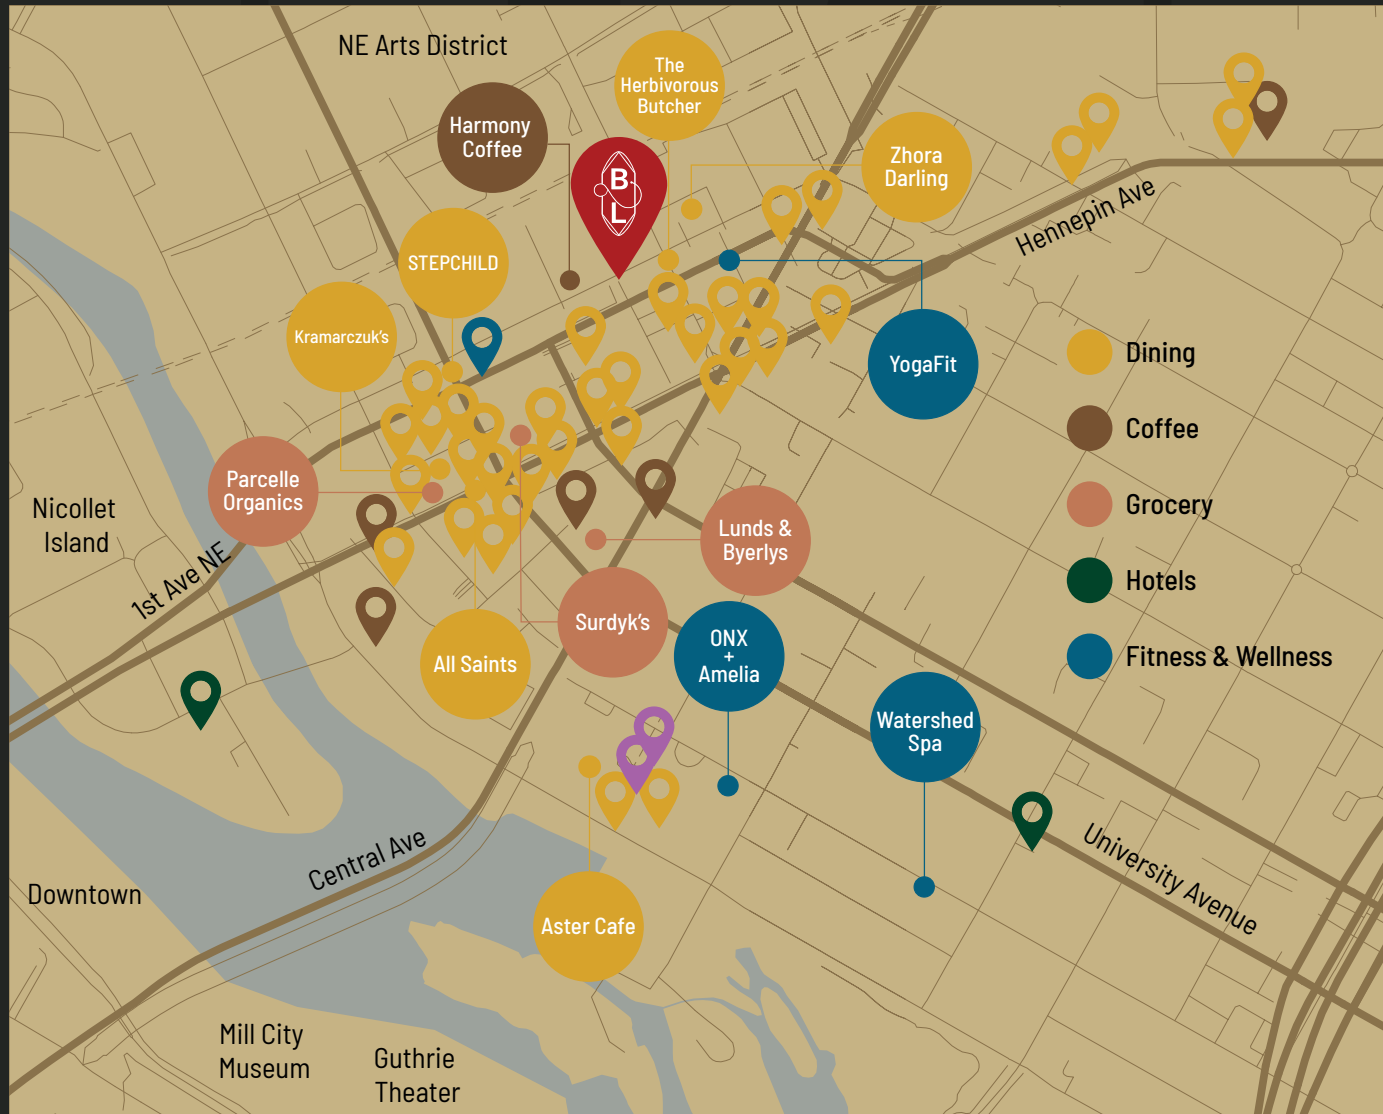 NE Arts District
The
Herbivorous
Butcher
Harmony
Coffee
Zhora
Darling
B
L
Hennepin Ave
STEPCHILD
Kramarczuk's
YogaFit
Dining
Coffee
Grocery
Hotels
Fitness & Wellness
Parcelle
Organics
Nicollet
Island
1st Ave NE
Lunds &
Byerlys
Surdyk's
All Saints
ONX
+
Amelia
Watershed
Spa
Central Ave
University Avenue
Downtown
Aster Cafe
Mill City
Museum
Guthrie
Theater